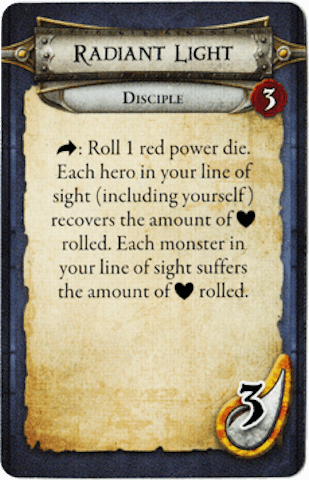 Radiant Light
Disciple
3
: Roll 1 red power die.
Each hero in your line of
sight (including yourself)
recovers the amount of ♥
rolled. Each monster in
your line of sight suffers
the amount of ♥ rolled.
3